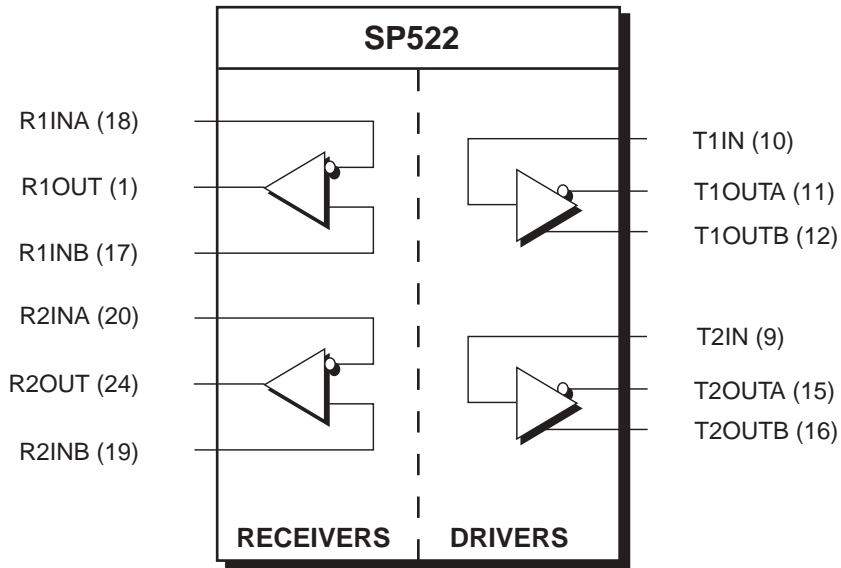 SP522
R1INA (18)
R1OUT (1)
R1INB (17)
R2INA (20)
R2OUT (24)
R2INB (19)
T1IN (10)
T1OUTA (11)
T1OUTB (12)
T2IN (9)
T2OUTA (15)
T2OUTB (16)
RECEIVERS
DRIVERS